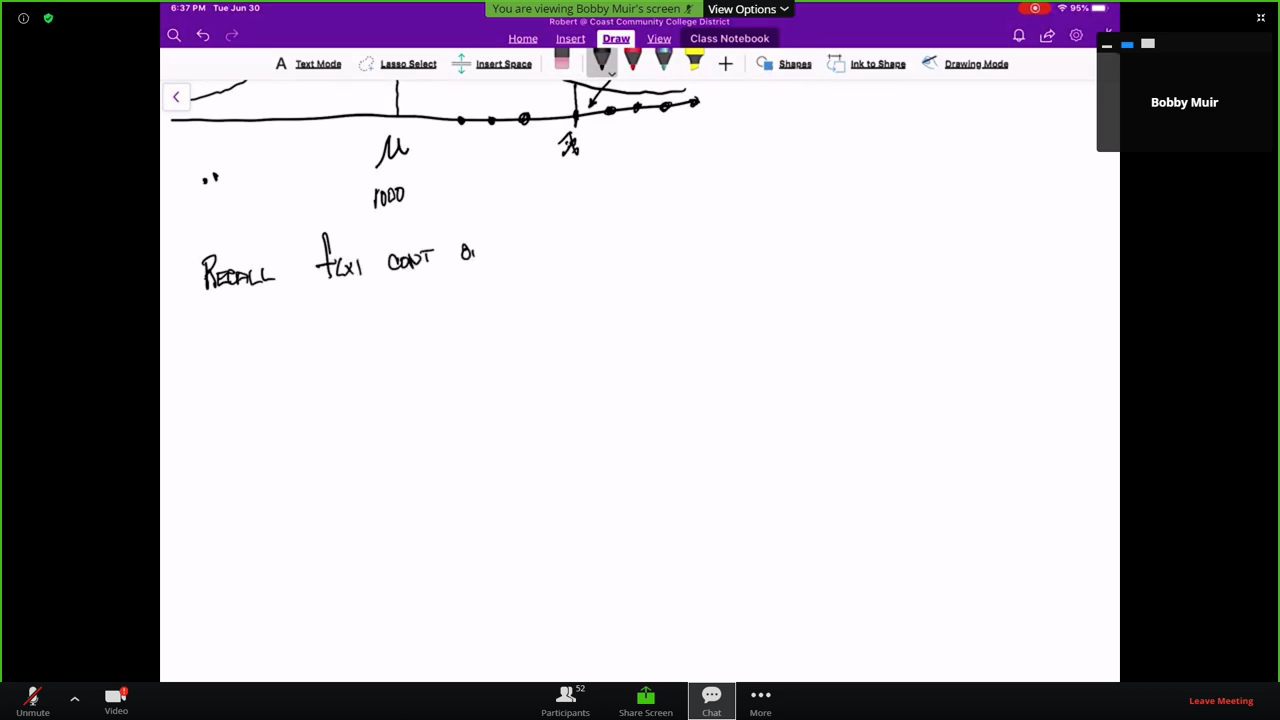 6:37 PM Tue Jun 30
You are viewing Bobby Muir's screen
View Options
95%
Robert @ Coast Community College District
Home Insert Draw View Class Notebook
A Text Mode Lasso Select Insert Space Shapes Ink to Shape Drawing Mode
Bobby Muir
μ
1000
RECALL f(x) CONT
Unmute
Video
52
Participants
Share Screen
Chat
More
Leave Meeting